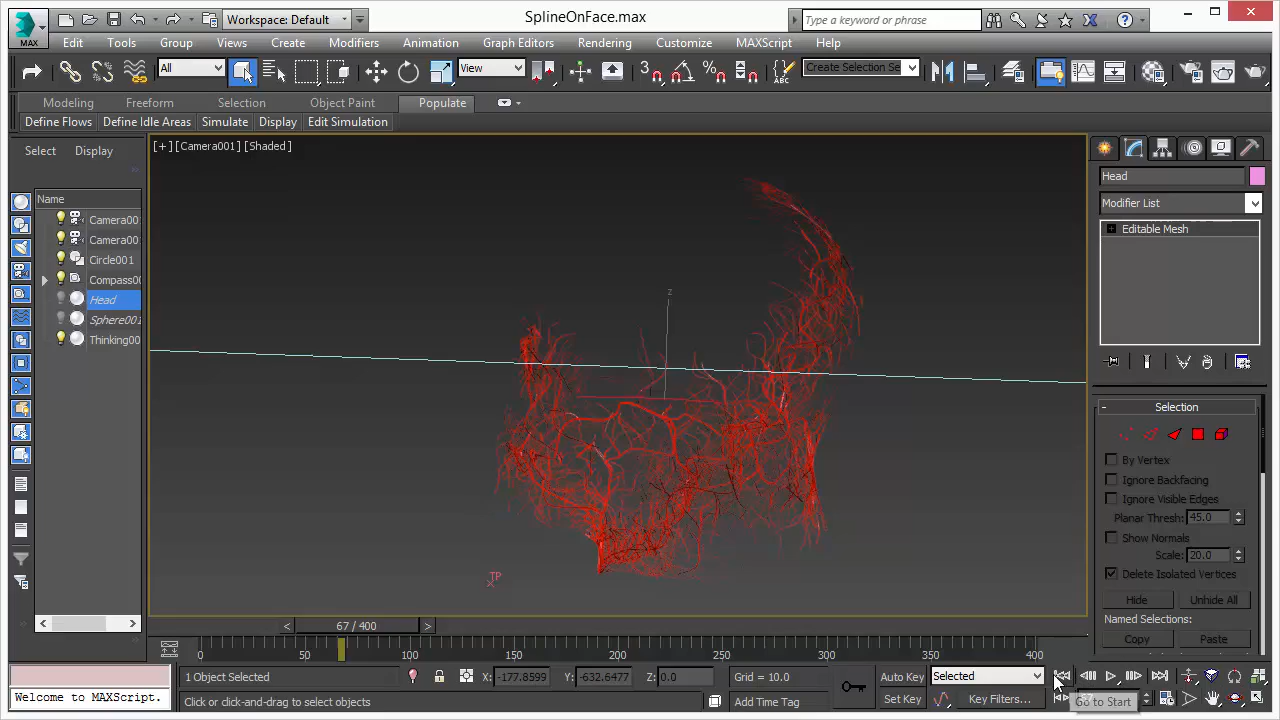 MAX
Workspace: Default
SplineOnFace.max
Type a keyword or phrase
Edit Tools Group Views Create Modifiers Animation Graph Editors Rendering Customize MAXScript Help
All
View
3
ABC
Create Selection Se
Modeling Freeform Selection Object Paint Populate
Define Flows Define Idle Areas Simulate Display Edit Simulation
Select Display
[+] [Camera001] [Shaded]
Name
Camera00
Camera00
Circle001
Compass00
Head
Sphere001
Thinking00
z
TP
Head
Modifier List
Editable Mesh
Selection
By Vertex
Ignore Backfacing
Ignore Visible Edges
Planar Thresh: 45.0
Show Normals
Scale: 20.0
Delete Isolated Vertices
Hide Unhide All
Named Selections:
Copy Paste
67 / 400
0 50 150 200 250 300 350 400
1 Object Selected
X: -177.8599 Y: -632.6477 Z: 0.0
Grid = 10.0
Auto Key Selected
Welcome to MAXScript.
Click or click-and-drag to select objects
Add Time Tag
Set Key Key Filters...
Go to Start